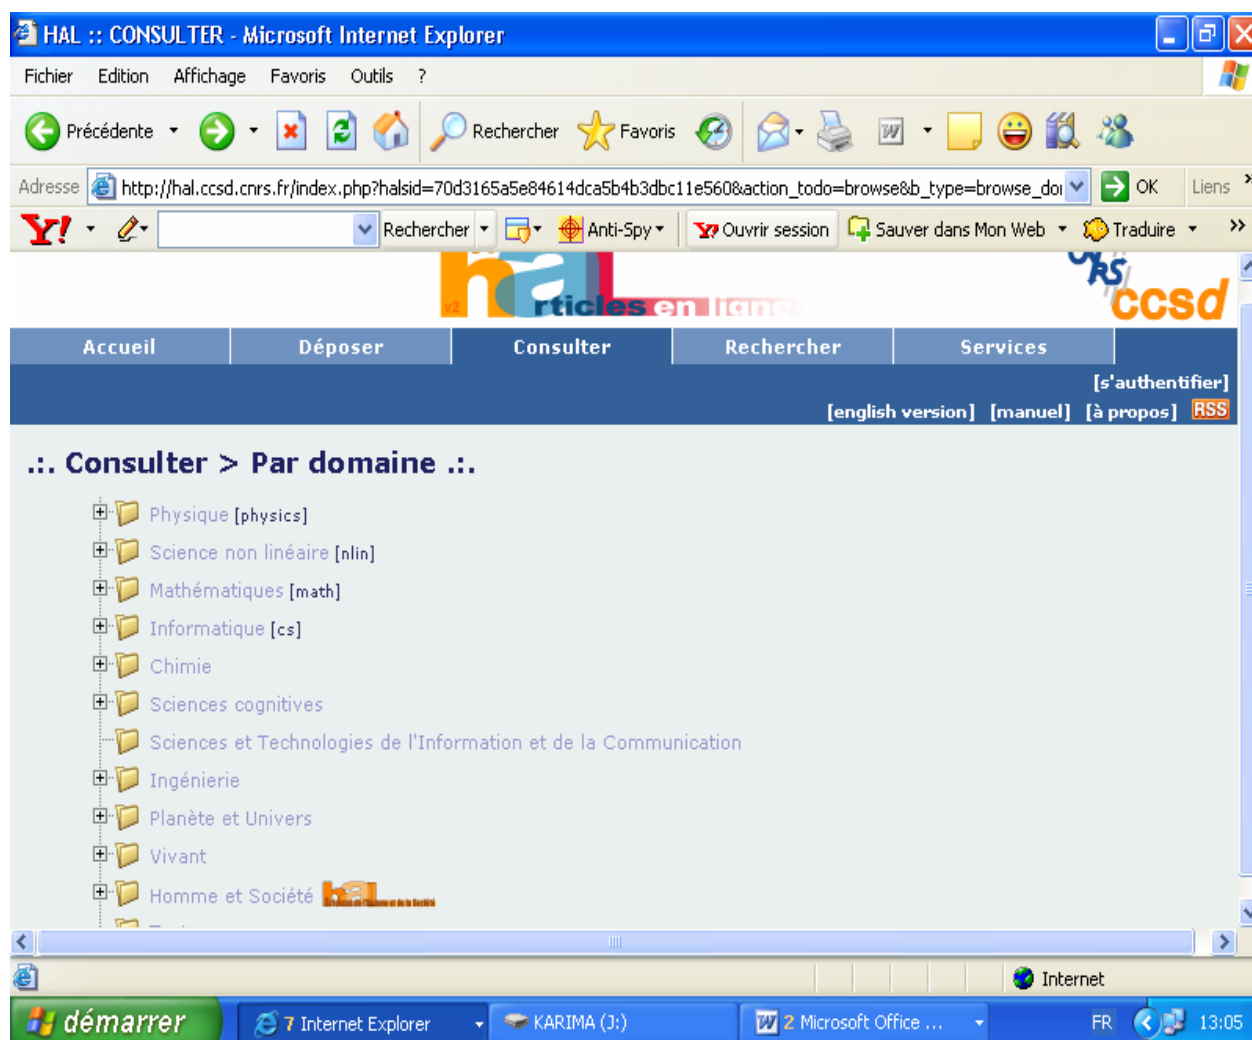 HAL :: CONSULTER - Microsoft Internet Explorer
Fichier Edition Affichage Favoris Outils ?
Précédente Rechercher Favoris
Adresse http://hal.ccsd.cnrs.fr/index.php?halsid=70d3165a5e84614dca5b4b3dbc11e560&action_todo=browse&b_type=browse_do OK Liens »
Y! Rechercher Anti-Spy Ouvrir session Sauver dans Mon Web Traduire »
hal v2 rticles en ligne ccsd
Accueil Déposer Consulter Rechercher Services
[s'authentifier]
[english version] [manuel] [à propos] RSS
.:. Consulter > Par domaine .:.
Physique [physics]
Science non linéaire [nlin]
Mathématiques [math]
Informatique [cs]
Chimie
Sciences cognitives
Sciences et Technologies de l'Information et de la Communication
Ingénierie
Planète et Univers
Vivant
Homme et Société hal
Internet
démarrer 7 Internet Explorer KARIMA (J:) 2 Microsoft Office ... FR 13:05